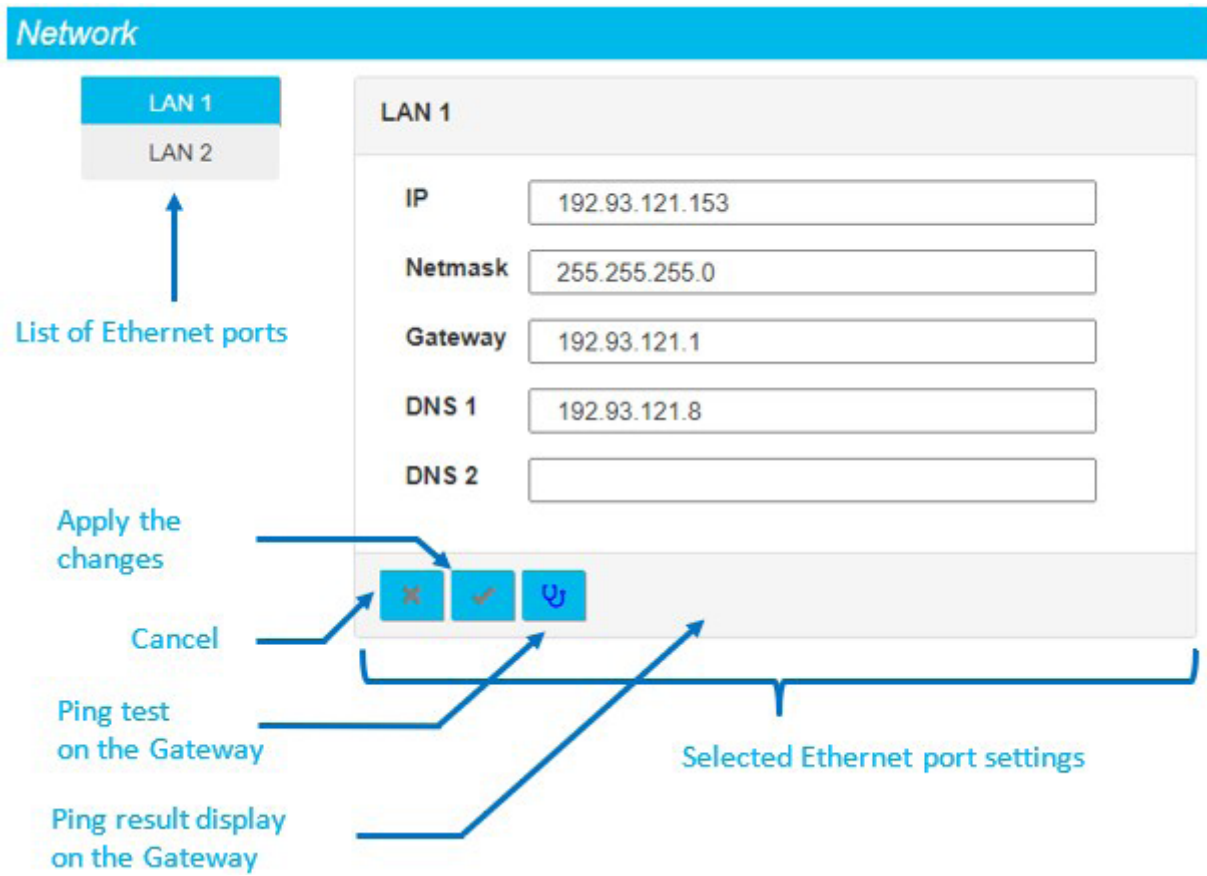 Network
LAN 1
LAN 2
List of Ethernet ports
LAN 1
IP 192.93.121.153
Netmask 255.255.255.0
Gateway 192.93.121.1
DNS 1 192.93.121.8
DNS 2
Apply the
changes
Cancel
Ping test
on the Gateway
Ping result display
on the Gateway
Selected Ethernet port settings